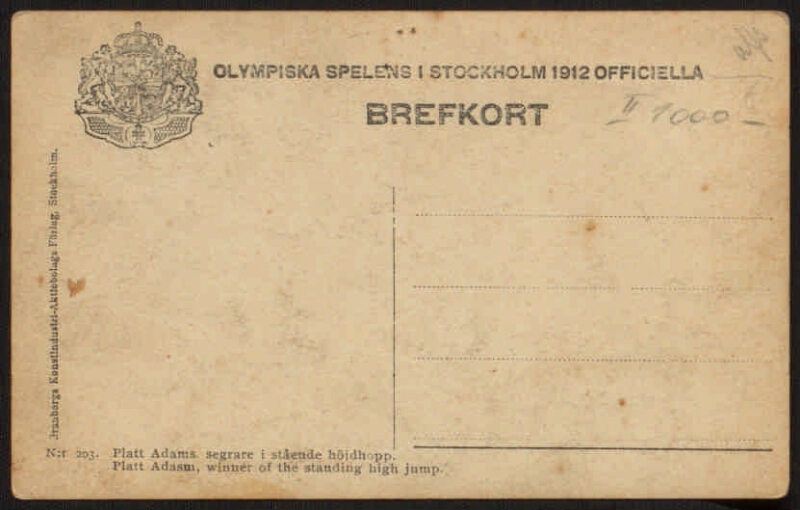 OLYMPISKA SPELENS I STOCKHOLM 1912 OFFICIELLA
BREFKORT
II 1000 —
Granbergs Konstindustri-Aktiebolags Förlag, Stockholm.
N:r 203. Platt Adams, segrare i stående höjdhopp.
Platt Adasm, winner of the standing high jump.